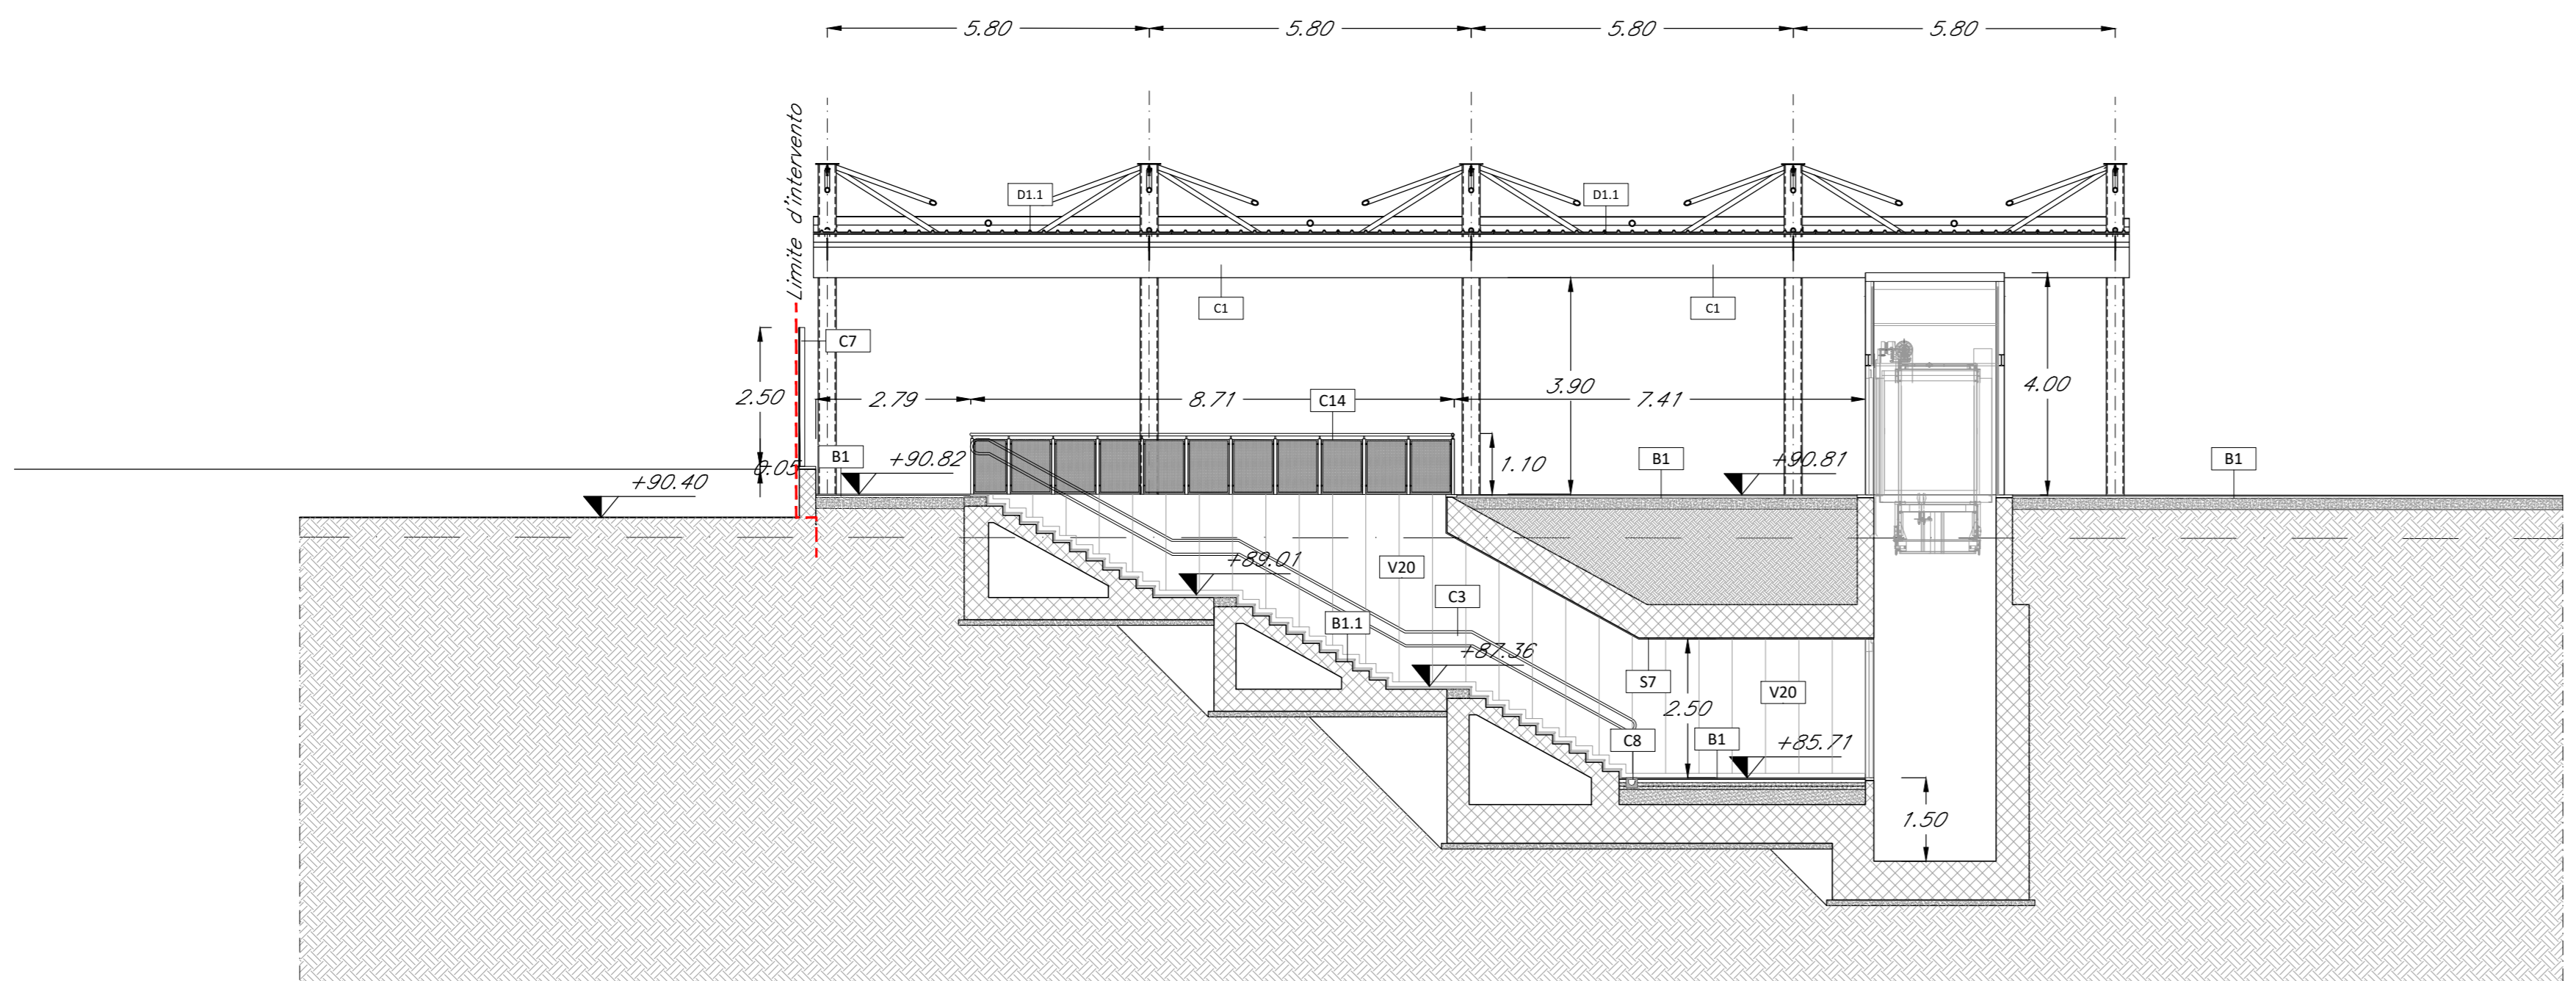 5.80 5.80 5.80 5.80
Limite d'intervento
D1.1 D1.1
C1 C1
C7
2.50 2.79 8.71 C14 3.90 7.41 4.00
0.05 B1 +90.82 1.10 B1 +90.81 B1
+90.40
+89.01 V20
C3
B1.1
+87.36
S7 V20
2.50
C8 B1 +85.71
1.50